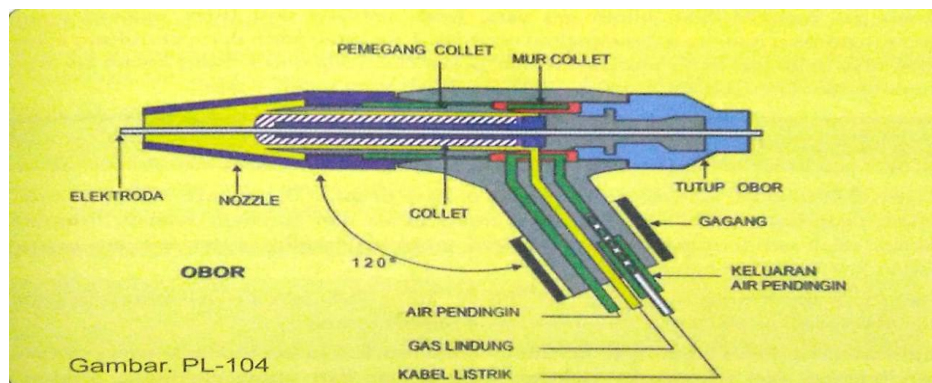 PEMEGANG COLLET
MUR COLLET
ELEKTRODA
NOZZLE
COLLET
TUTUP OBOR
GAGANG
120°
OBOR
KELUARAN
AIR PENDINGIN
AIR PENDINGIN
GAS LINDUNG
KABEL LISTRIK
Gambar. PL-104